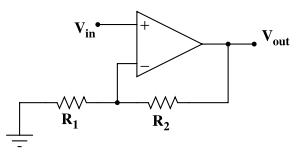 V_in
+
−
V_out
R_1
R_2